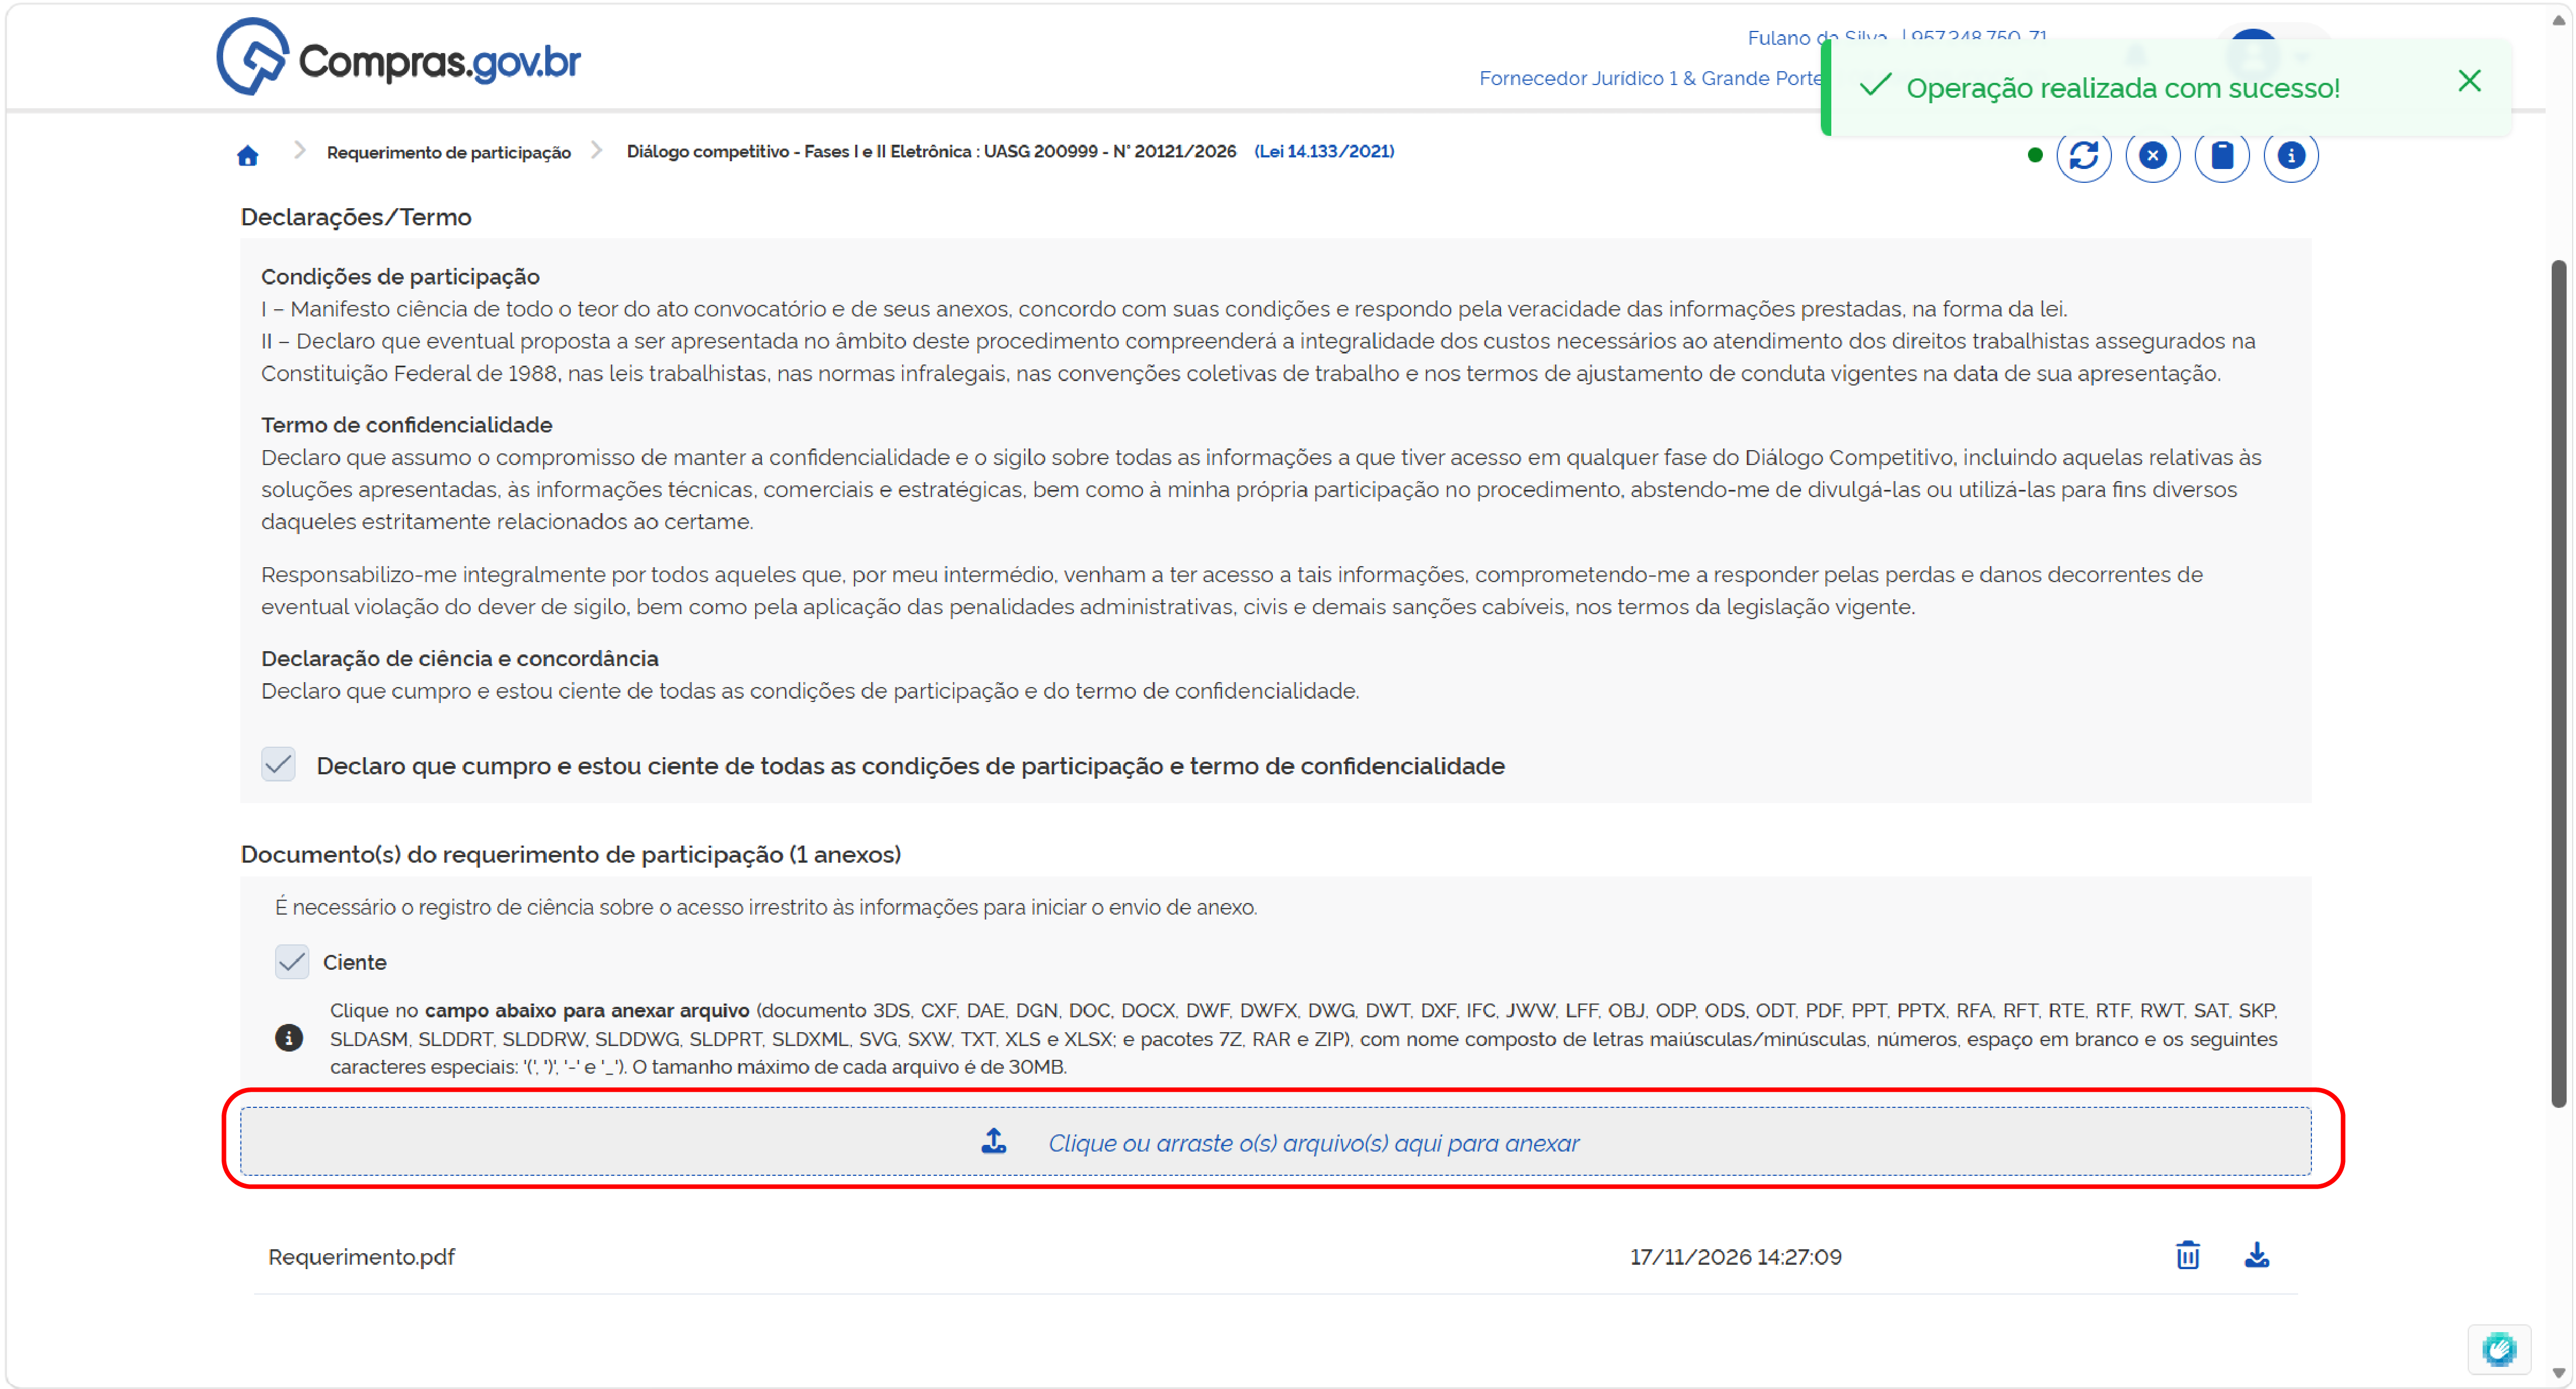 Compras.gov.br
Fulano da Silva | 957.248.750-71
Fornecedor Jurídico 1 & Grande Porte
Operação realizada com sucesso!
Requerimento de participação
Diálogo competitivo - Fases I e II Eletrônica : UASG 200999 - N° 20121/2026 (Lei 14.133/2021)
Declarações/Termo
Condições de participação
I – Manifesto ciência de todo o teor do ato convocatório e de seus anexos, concordo com suas condições e respondo pela veracidade das informações prestadas, na forma da lei.
II – Declaro que eventual proposta a ser apresentada no âmbito deste procedimento compreenderá a integralidade dos custos necessários ao atendimento dos direitos trabalhistas assegurados na
Constituição Federal de 1988, nas leis trabalhistas, nas normas infralegais, nas convenções coletivas de trabalho e nos termos de ajustamento de conduta vigentes na data de sua apresentação.
Termo de confidencialidade
Declaro que assumo o compromisso de manter a confidencialidade e o sigilo sobre todas as informações a que tiver acesso em qualquer fase do Diálogo Competitivo, incluindo aquelas relativas às
soluções apresentadas, às informações técnicas, comerciais e estratégicas, bem como à minha própria participação no procedimento, abstendo-me de divulgá-las ou utilizá-las para fins diversos
daqueles estritamente relacionados ao certame.
Responsabilizo-me integralmente por todos aqueles que, por meu intermédio, venham a ter acesso a tais informações, comprometendo-me a responder pelas perdas e danos decorrentes de
eventual violação do dever de sigilo, bem como pela aplicação das penalidades administrativas, civis e demais sanções cabíveis, nos termos da legislação vigente.
Declaração de ciência e concordância
Declaro que cumpro e estou ciente de todas as condições de participação e do termo de confidencialidade.
Declaro que cumpro e estou ciente de todas as condições de participação e termo de confidencialidade
Documento(s) do requerimento de participação (1 anexos)
É necessário o registro de ciência sobre o acesso irrestrito às informações para iniciar o envio de anexo.
Ciente
Clique no campo abaixo para anexar arquivo (documento 3DS, CXF, DAE, DGN, DOC, DOCX, DWF, DWFX, DWG, DWT, DXF, IFC, JWW, LFF, OBJ, ODP, ODS, ODT, PDF, PPT, PPTX, RFA, RFT, RTE, RTF, RWT, SAT, SKP,
SLDASM, SLDDRT, SLDDRW, SLDDWG, SLDPRT, SLDXML, SVG, SXW, TXT, XLS e XLSX; e pacotes 7Z, RAR e ZIP), com nome composto de letras maiúsculas/minúsculas, números, espaço em branco e os seguintes
caracteres especiais: '(', ')', '-' e '_'). O tamanho máximo de cada arquivo é de 30MB.
Clique ou arraste o(s) arquivo(s) aqui para anexar
Requerimento.pdf 17/11/2026 14:27:09